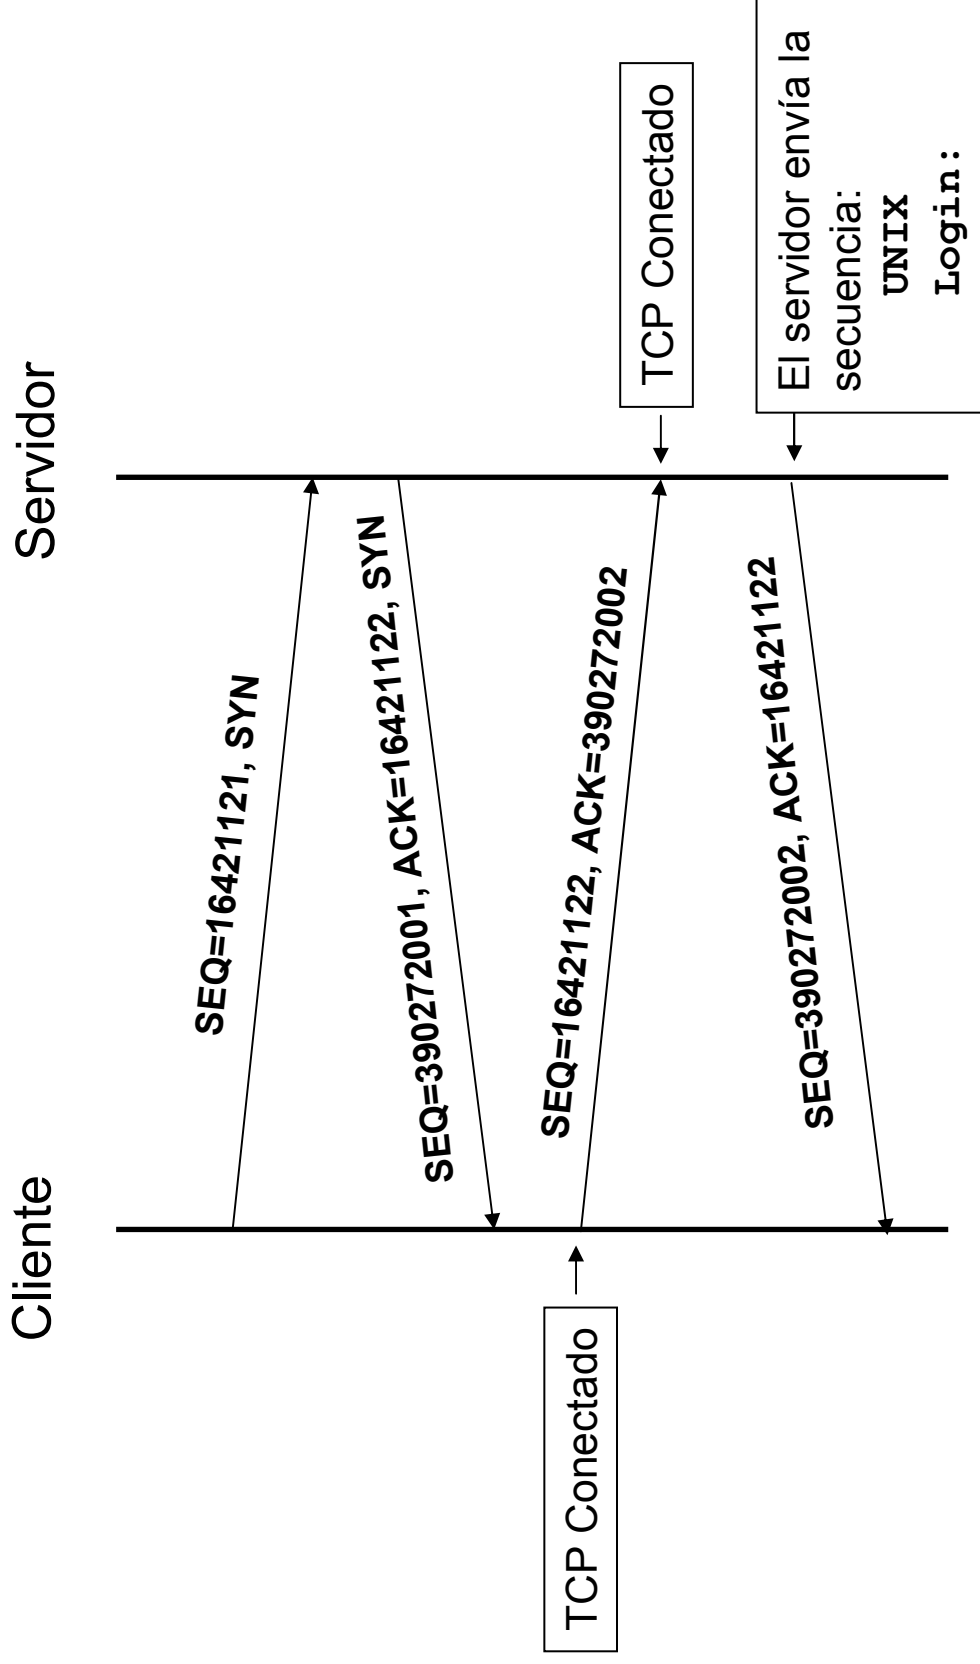 Cliente
Servidor
SEQ=16421121, SYN
SEQ=390272001, ACK=16421122, SYN
TCP Conectado
SEQ=16421122, ACK=390272002
TCP Conectado
El servidor envía la
secuencia:
UNIX
Login:
SEQ=390272002, ACK=16421122